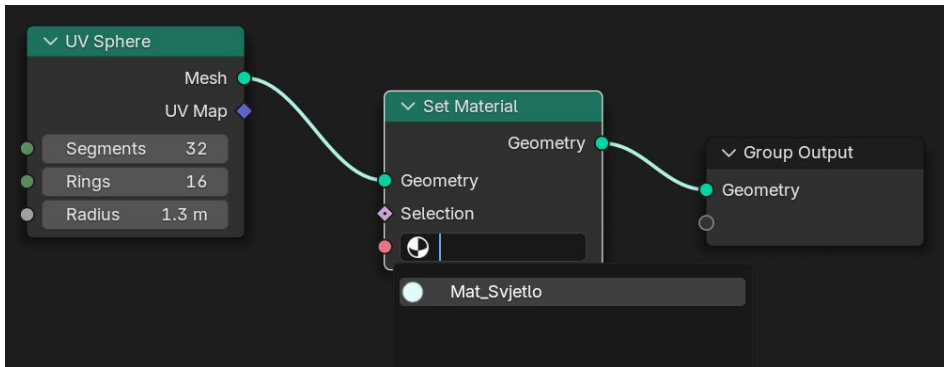 UV Sphere
Mesh
UV Map
Segments 32
Rings 16
Radius 1.3 m
Set Material
Geometry
Geometry
Selection
Mat_Svjetlo
Group Output
Geometry